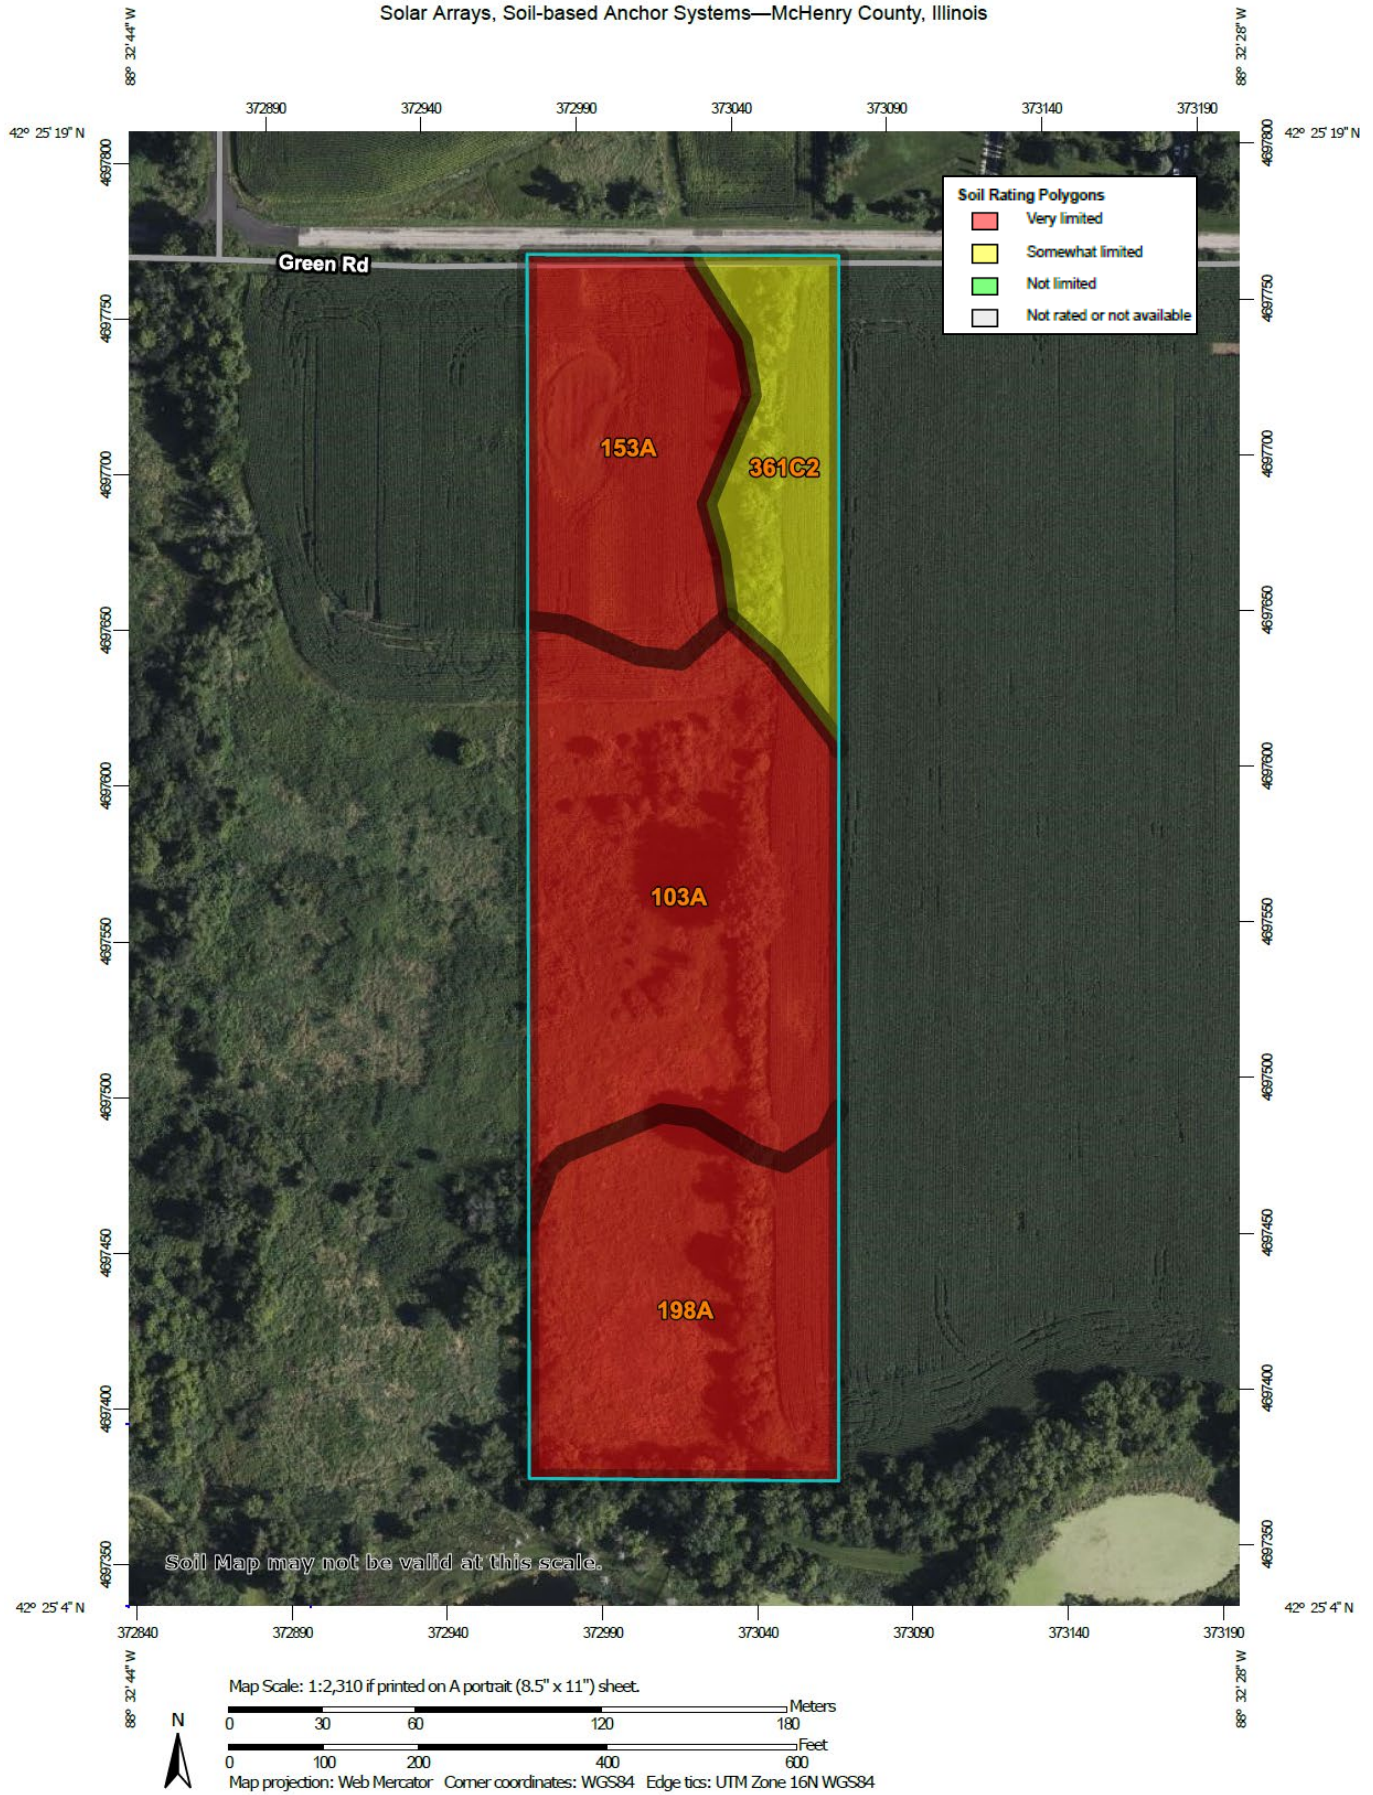 Solar Arrays, Soil-based Anchor Systems—McHenry County, Illinois
88° 32' 44" W
88° 32' 28" W
372890 372940 372990 373040 373090 373140 373190
42° 25' 19" N
42° 25' 19" N
4697800
4697800
Soil Rating Polygons
Very limited
Somewhat limited
Not limited
Not rated or not available
Green Rd
4697750
4697750
153A
361C2
4697700
4697700
4697650
4697650
4697600
4697600
103A
4697550
4697550
4697500
4697500
4697450
4697450
198A
4697400
4697400
4697350
4697350
Soil Map may not be valid at this scale.
42° 25' 4" N
42° 25' 4" N
372840 372890 372940 372990 373040 373090 373140 373190
88° 32' 44" W
88° 32' 28" W
Map Scale: 1:2,310 if printed on A portrait (8.5" x 11") sheet.
Meters
0 30 60 120 180
N
Feet
0 100 200 400 600
Map projection: Web Mercator Corner coordinates: WGS84 Edge tics: UTM Zone 16N WGS84